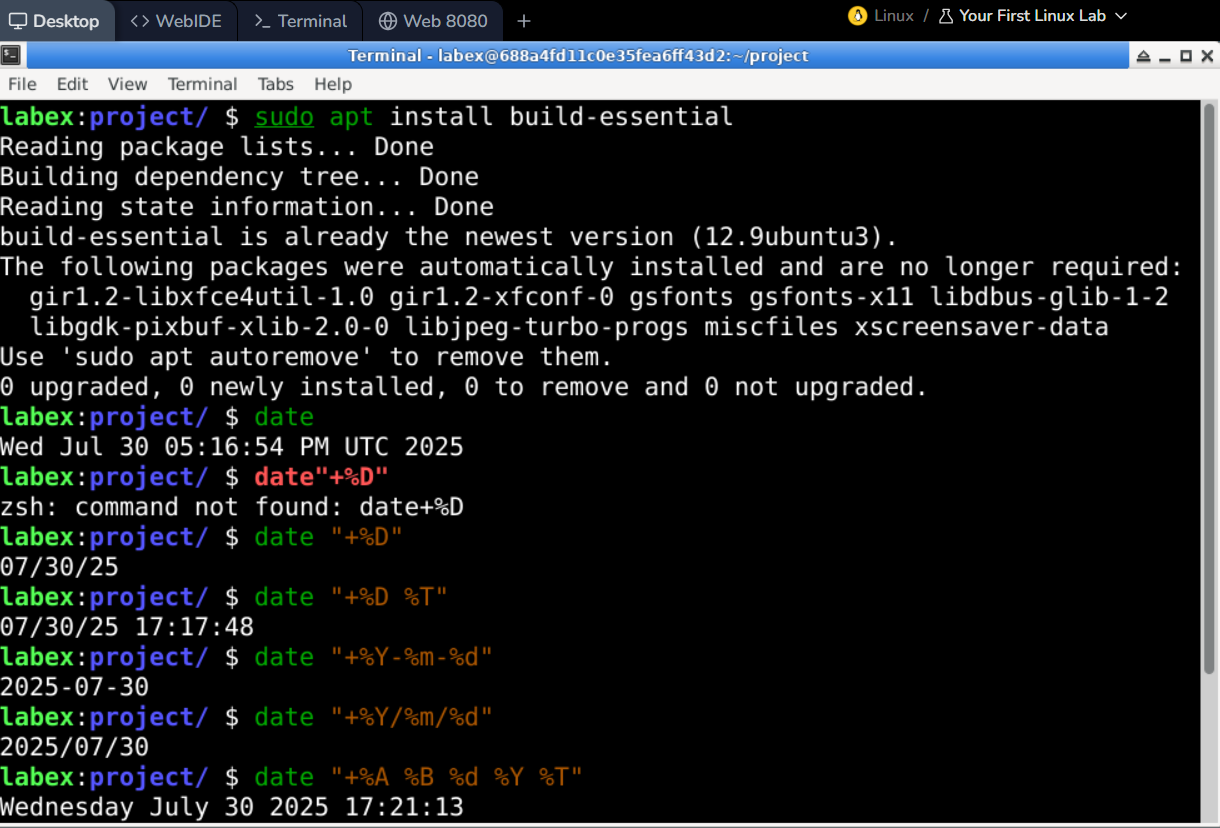 Desktop <> WebIDE >_ Terminal Web 8080 + Linux / Your First Linux Lab
Terminal - labex@688a4fd11c0e35fea6ff43d2:~/project
File Edit View Terminal Tabs Help
labex:project/ $ sudo apt install build-essential
Reading package lists... Done
Building dependency tree... Done
Reading state information... Done
build-essential is already the newest version (12.9ubuntu3).
The following packages were automatically installed and are no longer required:
  gir1.2-libxfce4util-1.0 gir1.2-xfconf-0 gsfonts gsfonts-x11 libdbus-glib-1-2
  libgdk-pixbuf-xlib-2.0-0 libjpeg-turbo-progs miscfiles xscreensaver-data
Use 'sudo apt autoremove' to remove them.
0 upgraded, 0 newly installed, 0 to remove and 0 not upgraded.
labex:project/ $ date
Wed Jul 30 05:16:54 PM UTC 2025
labex:project/ $ date"+%D"
zsh: command not found: date+%D
labex:project/ $ date "+%D"
07/30/25
labex:project/ $ date "+%D %T"
07/30/25 17:17:48
labex:project/ $ date "+%Y-%m-%d"
2025-07-30
labex:project/ $ date "+%Y/%m/%d"
2025/07/30
labex:project/ $ date "+%A %B %d %Y %T"
Wednesday July 30 2025 17:21:13